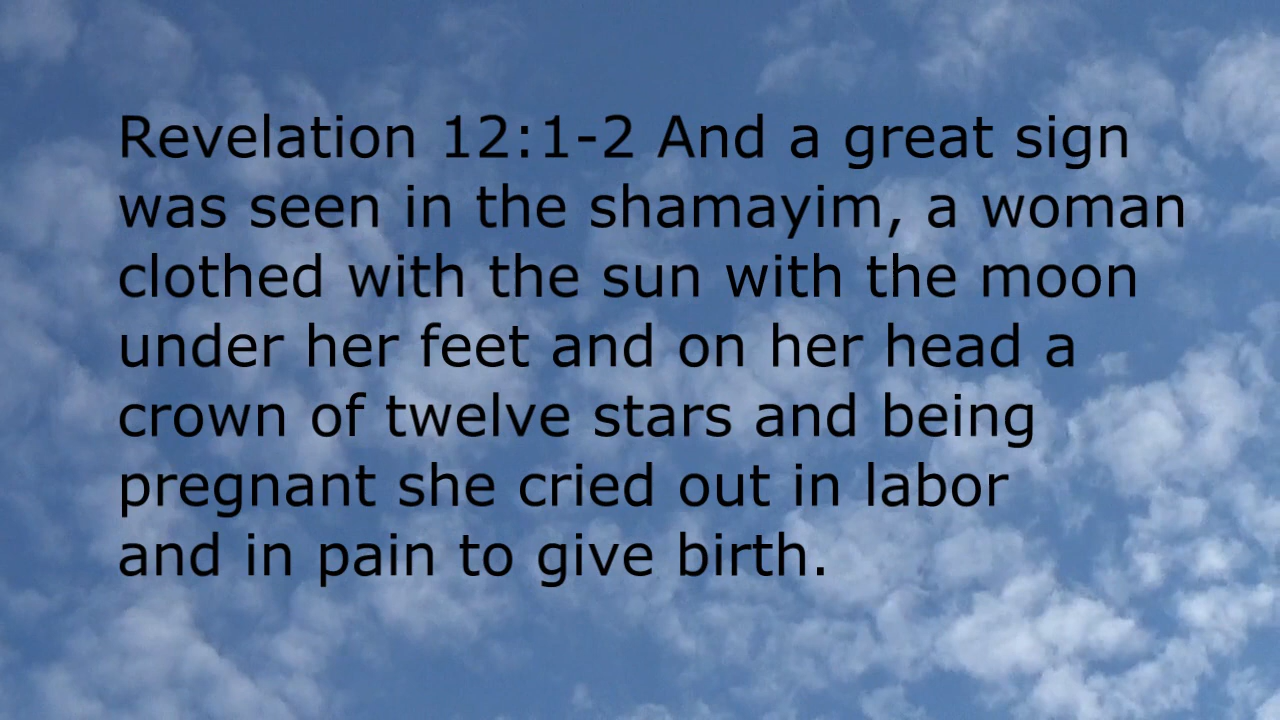 Revelation 12:1-2 And a great sign
was seen in the shamayim, a woman
clothed with the sun with the moon
under her feet and on her head a
crown of twelve stars and being
pregnant she cried out in labor
and in pain to give birth.